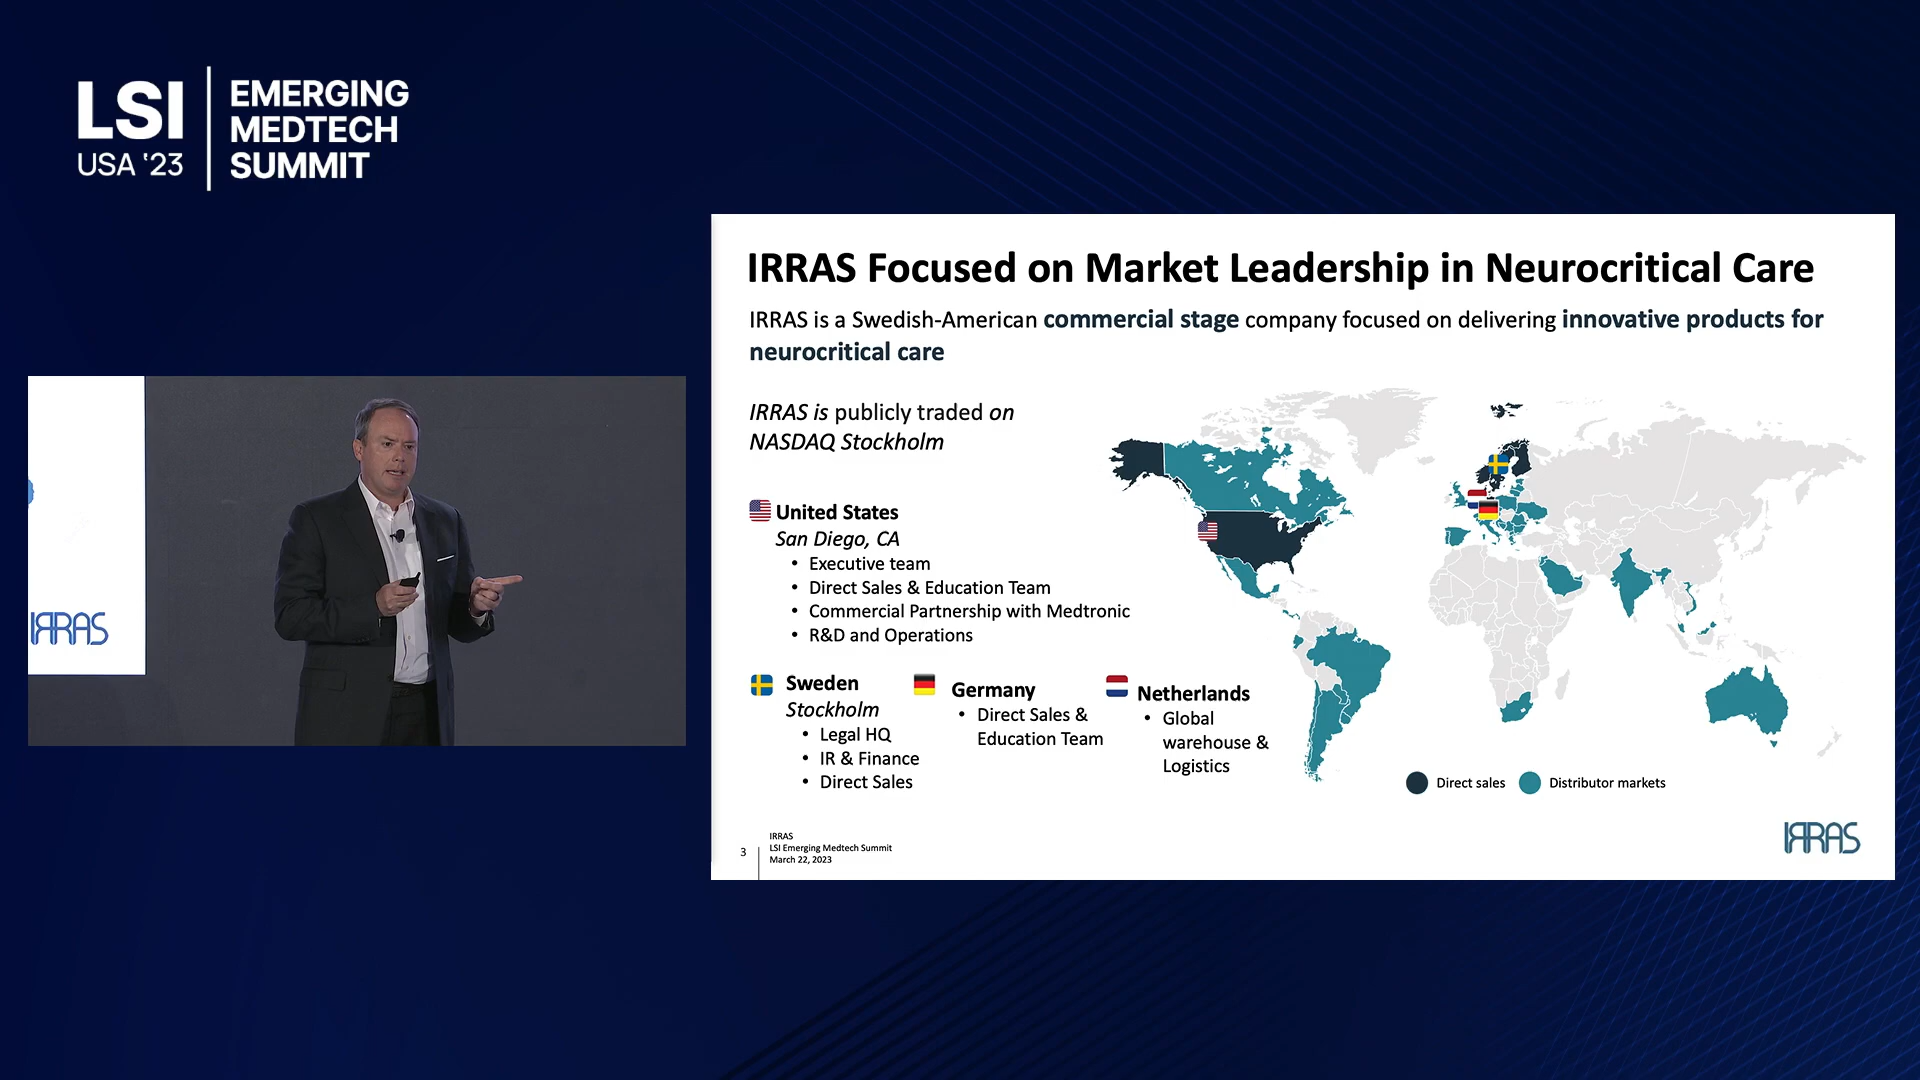 LSI
USA '23
EMERGING
MEDTECH
SUMMIT
IRRAS
IRRAS Focused on Market Leadership in Neurocritical Care
IRRAS is a Swedish-American commercial stage company focused on delivering innovative products for
neurocritical care
IRRAS is publicly traded on
NASDAQ Stockholm
United States
San Diego, CA
• Executive team
• Direct Sales & Education Team
• Commercial Partnership with Medtronic
• R&D and Operations
Sweden
Stockholm
• Legal HQ
• IR & Finance
• Direct Sales
Germany
• Direct Sales &
Education Team
Netherlands
• Global
warehouse &
Logistics
Direct sales
Distributor markets
3
IRRAS
LSI Emerging Medtech Summit
March 22, 2023
IRRAS